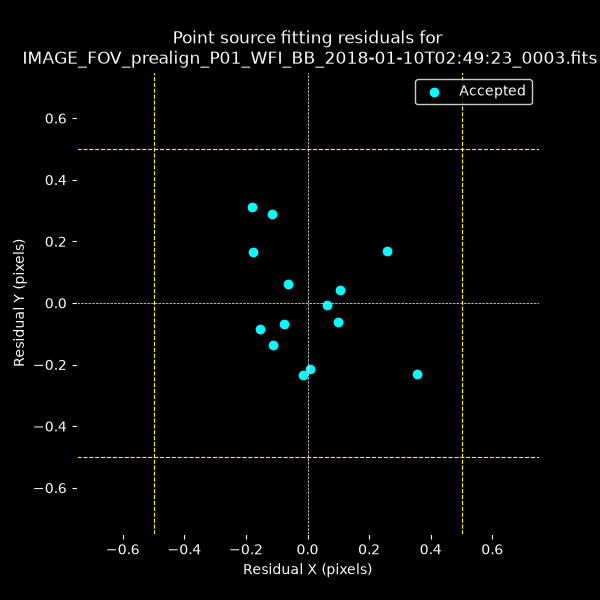 Point source fitting residuals for
IMAGE_FOV_prealign_P01_WFI_BB_2018-01-10T02:49:23_0003.fits
Accepted
0.6
0.4
0.2
0.0
−0.2
−0.4
−0.6
Residual Y (pixels)
−0.6 −0.4 −0.2 0.0 0.2 0.4 0.6
Residual X (pixels)